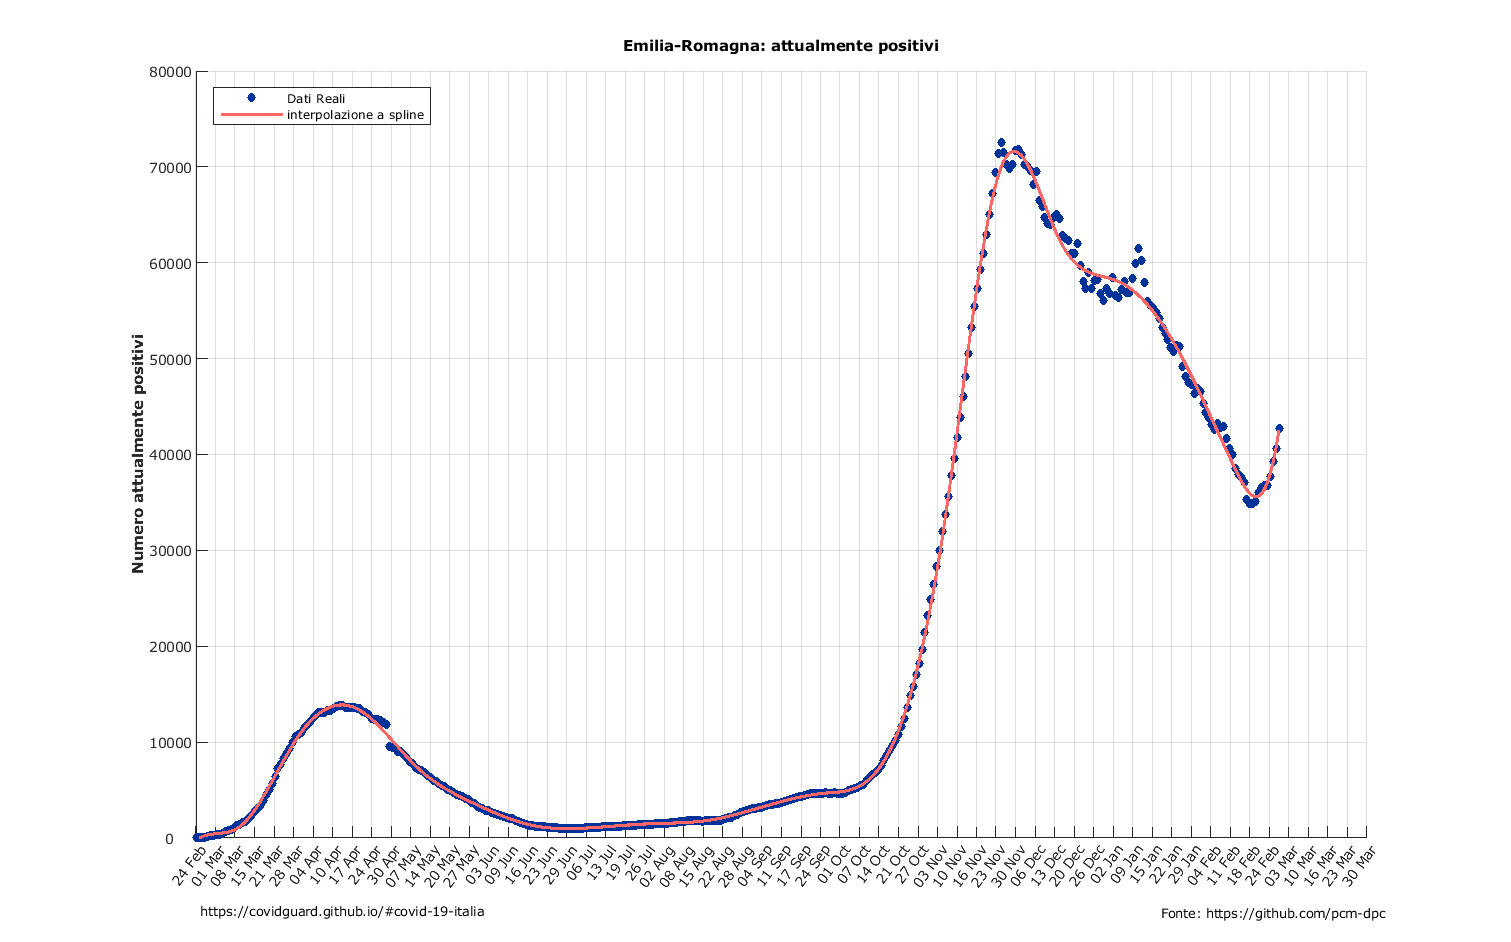 Emilia-Romagna: attualmente positivi
80000
70000
60000
50000
40000
30000
20000
10000
0
Numero attualmente positivi
Dati Reali
interpolazione a spline
24 Feb
01 Mar
08 Mar
15 Mar
21 Mar
28 Mar
04 Apr
10 Apr
17 Apr
24 Apr
30 Apr
07 May
14 May
20 May
27 May
03 Jun
09 Jun
16 Jun
23 Jun
29 Jun
06 Jul
13 Jul
19 Jul
26 Jul
02 Aug
08 Aug
15 Aug
22 Aug
28 Aug
04 Sep
11 Sep
17 Sep
24 Sep
01 Oct
07 Oct
14 Oct
21 Oct
27 Oct
03 Nov
10 Nov
16 Nov
23 Nov
30 Nov
06 Dec
13 Dec
20 Dec
26 Dec
02 Jan
09 Jan
15 Jan
22 Jan
29 Jan
04 Feb
11 Feb
18 Feb
24 Feb
03 Mar
10 Mar
16 Mar
23 Mar
30 Mar
https://covidguard.github.io/#covid-19-italia
Fonte: https://github.com/pcm-dpc